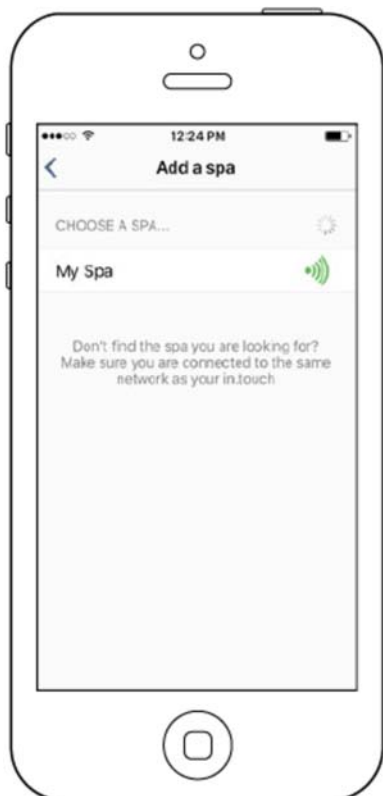 12:24 PM
Add a spa
CHOOSE A SPA...
My Spa
Don't find the spa you are looking for?
Make sure you are connected to the same
network as your in.touch